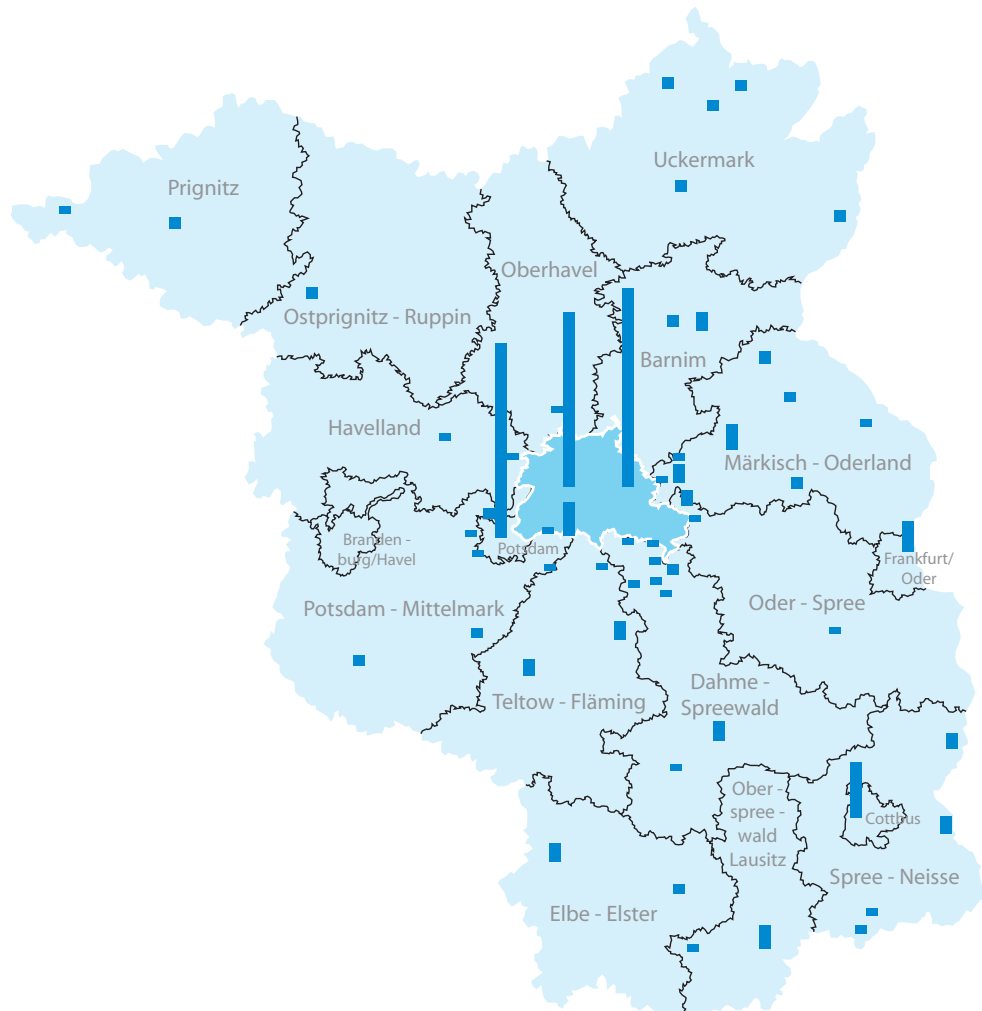 Uckermark
Prignitz
Oberhavel
Ostprignitz - Ruppin
Barnim
Havelland
Märkisch - Oderland
Branden -
burg/Havel
Potsdam
Frankfurt/
Oder
Potsdam - Mittelmark
Oder - Spree
Dahme -
Spreewald
Teltow - Fläming
Ober -
spree -
wald
Lausitz
Cottbus
Spree - Neisse
Elbe - Elster